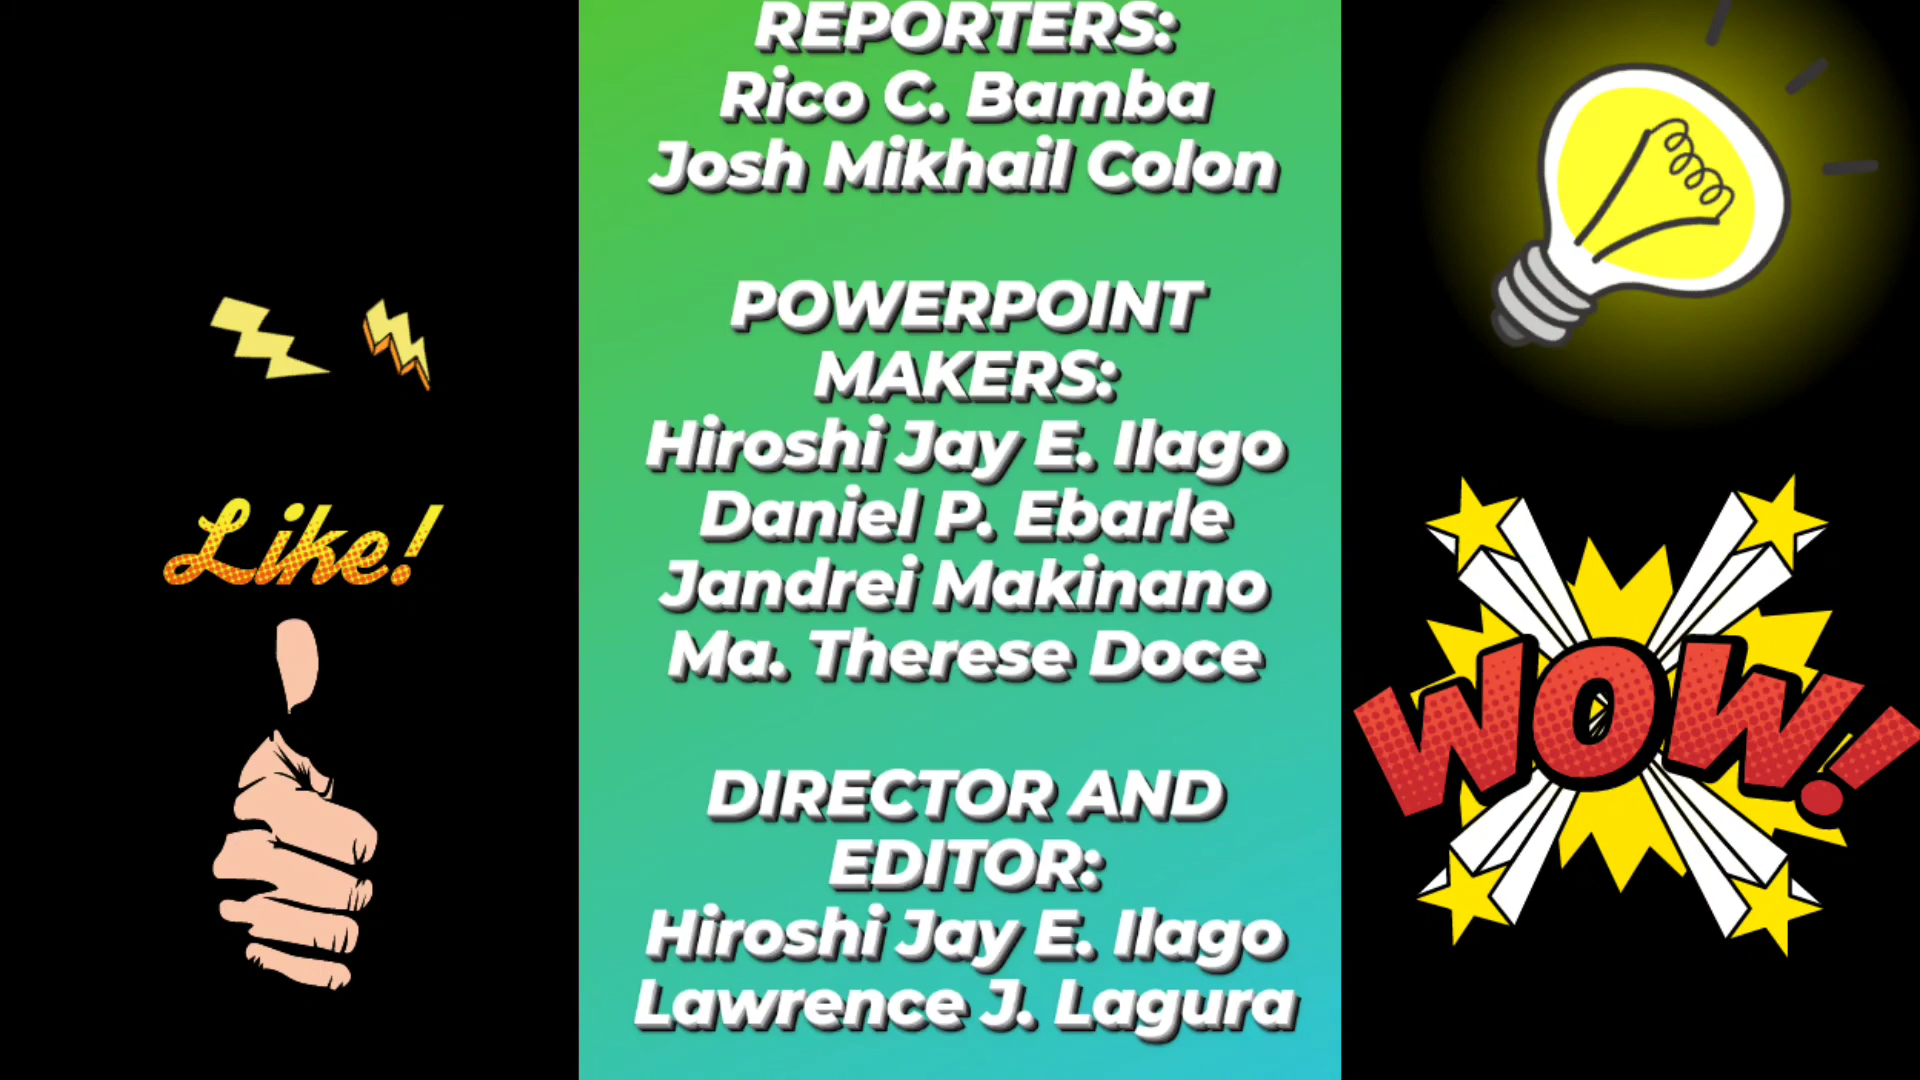 REPORTERS:
Rico C. Bamba
Josh Mikhail Colon
POWERPOINT
MAKERS:
Hiroshi Jay E. Ilago
Daniel P. Ebarle
Jandrei Makinano
Ma. Therese Doce
DIRECTOR AND
EDITOR:
Hiroshi Jay E. Ilago
Lawrence J. Lagura
Like!
WOW!